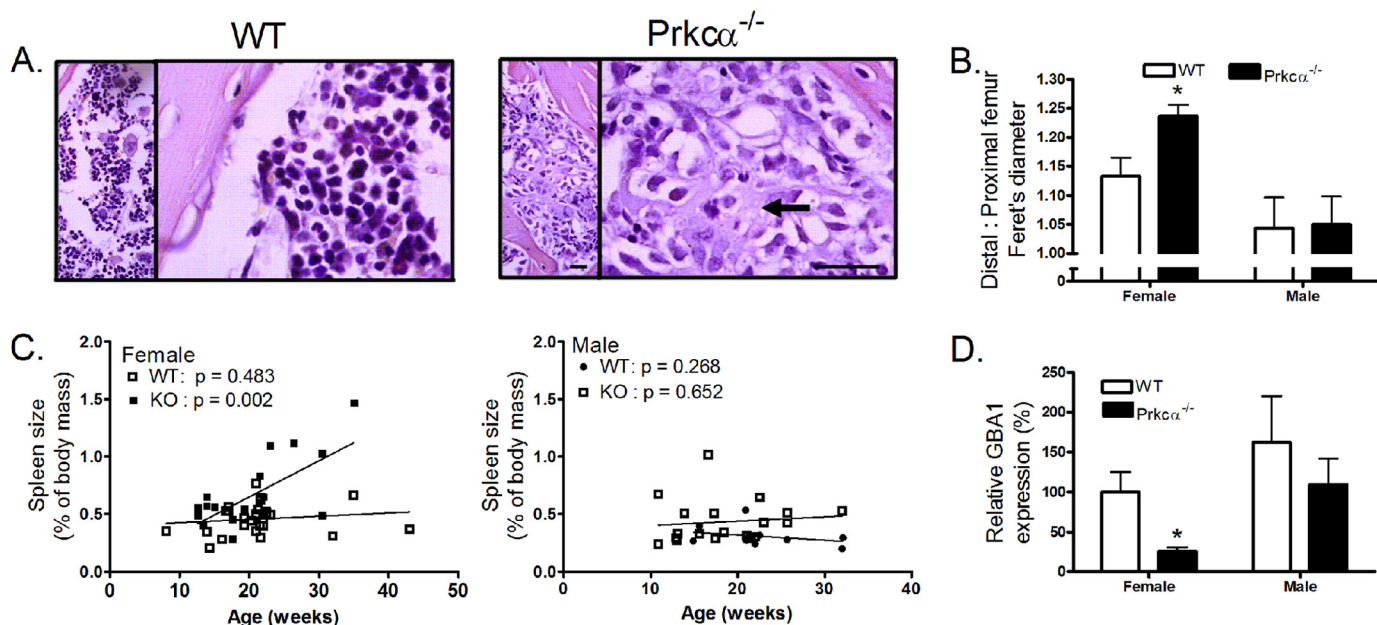 WT
Prkcα-/-
A.
B.
WT
Prkcα-/-
Distal : Proximal femur
Feret's diameter
1.30
1.25
1.20
1.15
1.10
1.05
1.00
0
*
Female
Male
C.
Spleen size
(% of body mass)
2.0
1.5
1.0
0.5
0.0
Female
WT: p = 0.483
KO : p = 0.002
0
10
20
30
40
50
Age (weeks)
Spleen size
(% of body mass)
2.0
1.5
1.0
0.5
0.0
Male
WT: p = 0.268
KO : p = 0.652
0
10
20
30
40
Age (weeks)
D.
Relative GBA1
expression (%)
250
200
150
100
50
0
WT
Prkcα-/-
*
Female
Male